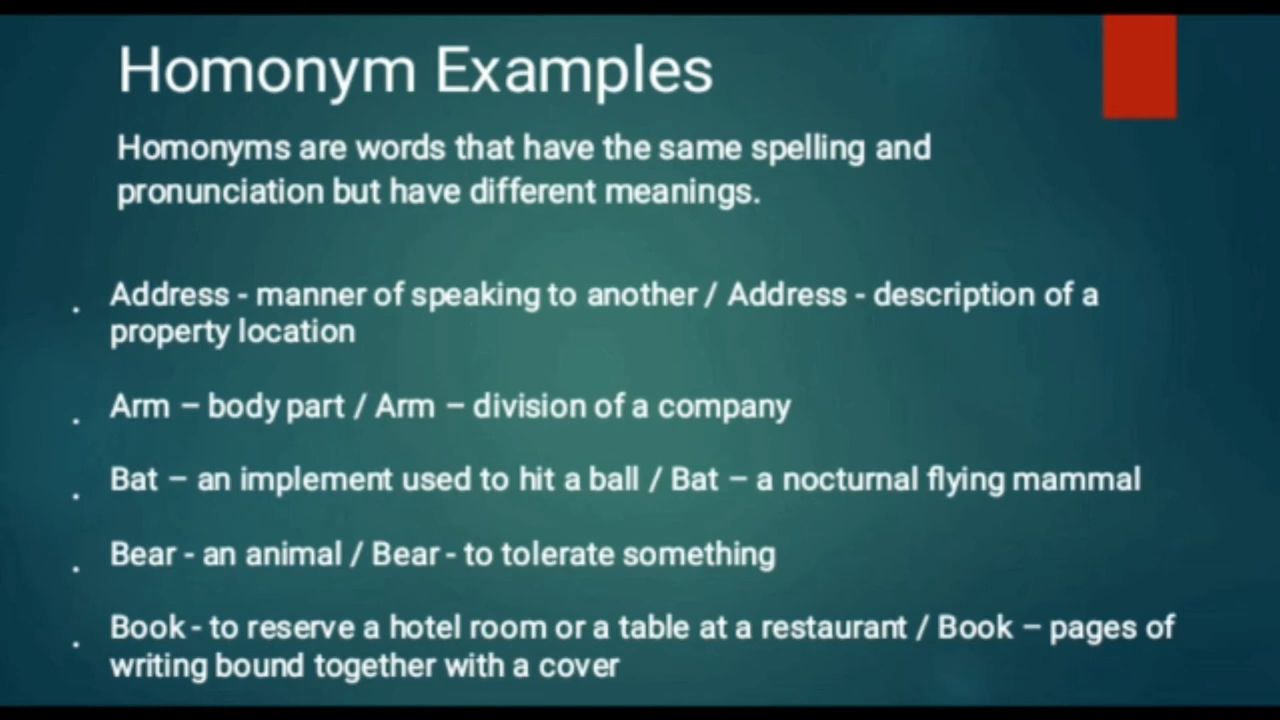 Homonym Examples
Homonyms are words that have the same spelling and
pronunciation but have different meanings.
. Address - manner of speaking to another / Address - description of a
property location
. Arm – body part / Arm – division of a company
. Bat – an implement used to hit a ball / Bat – a nocturnal flying mammal
. Bear - an animal / Bear - to tolerate something
. Book - to reserve a hotel room or a table at a restaurant / Book – pages of
writing bound together with a cover